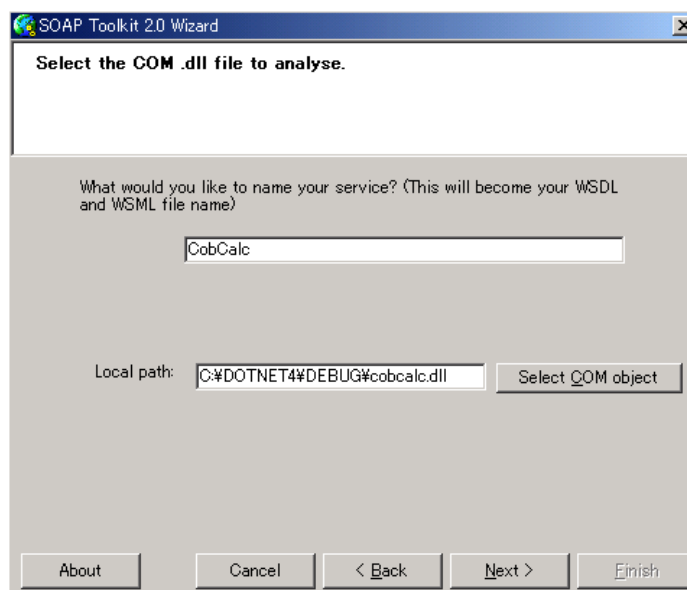 SOAP Toolkit 2.0 Wizard
Select the COM .dll file to analyse.
What would you like to name your service? (This will become your WSDL
and WSML file name)
CobCalc
Local path:
C:¥DOTNET4¥DEBUG¥cobcalc.dll
Select COM object
About
Cancel
< Back
Next >
Finish